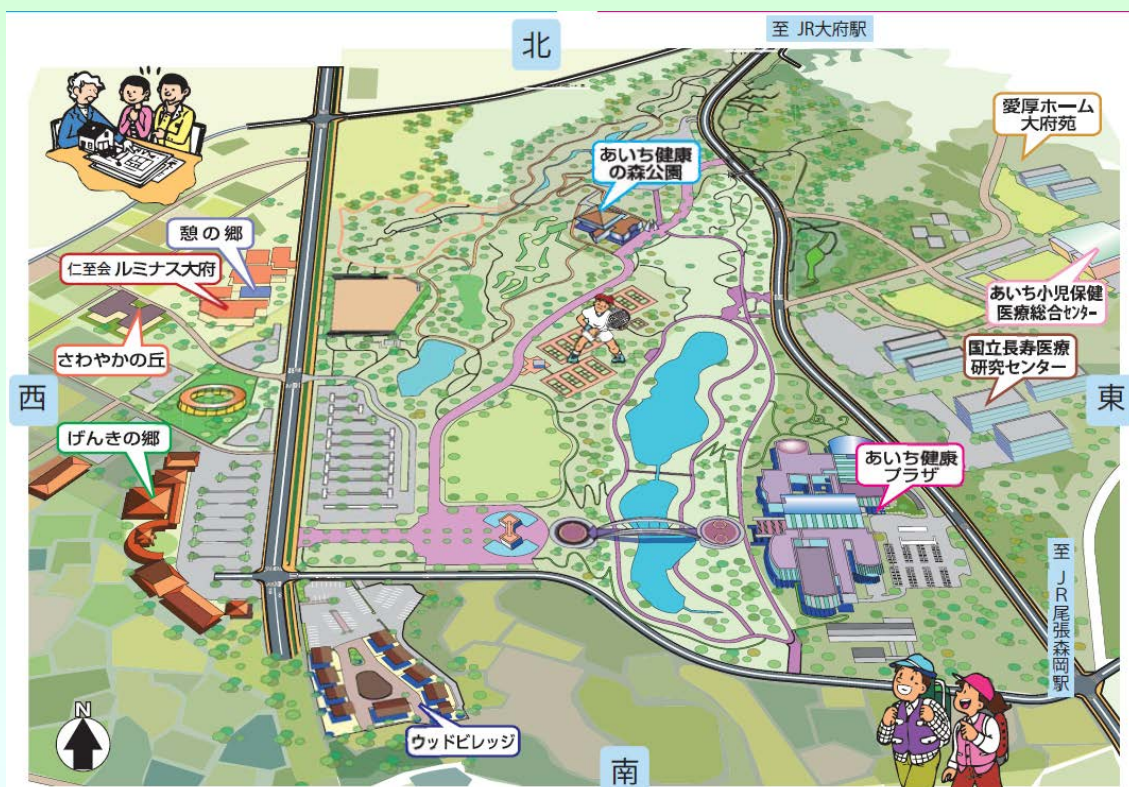 北
至 JR大府駅
愛厚ホーム
大府苑
あいち健康
の森公園
憩の郷
仁至会 ルミナス大府
あいち小児保健
医療総合センター
さわやかの丘
国立長寿医療
研究センター
西
東
げんきの郷
あいち健康
プラザ
至 JR尾張森岡駅
N
ウッドビレッジ
南